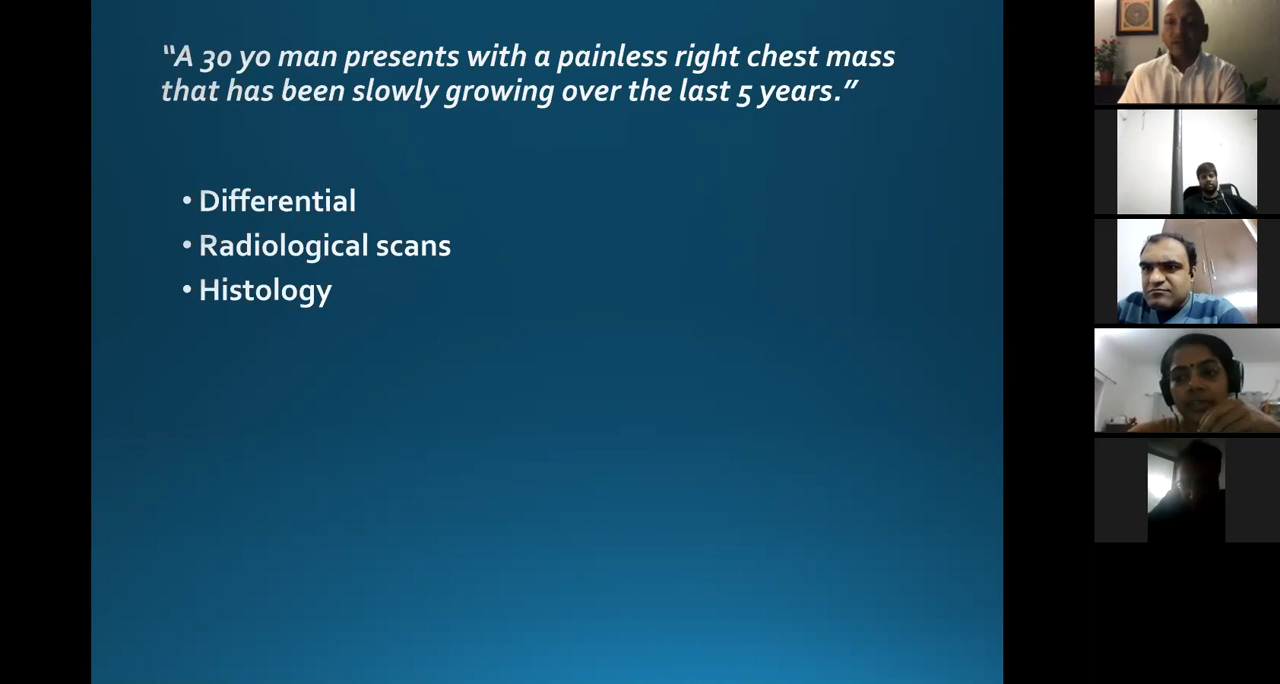 “A 30 yo man presents with a painless right chest mass
that has been slowly growing over the last 5 years.”
• Differential
• Radiological scans
• Histology